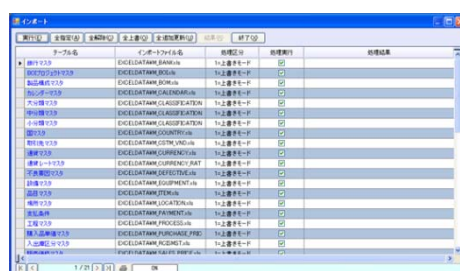 インポート
実行(E) 全指定(A) 全解除(C) 全上書(O) 全追加更新(U) 結果(R) 終了(X)
テーブル名 インポートファイル名 処理区分 処理実行 処理結果
銀行マスタ EXCELDATA¥M_BANK.xls 1=上書きモード
BOEプロジェクトマスタ EXCELDATA¥M_BOE.xls 1=上書きモード
製品構成マスタ EXCELDATA¥M_BOM.xls 1=上書きモード
カレンダーマスタ EXCELDATA¥M_CALENDAR.xls 1=上書きモード
大分類マスタ EXCELDATA¥M_CLASSIFICATION 1=上書きモード
中分類マスタ EXCELDATA¥M_CLASSIFICATION 1=上書きモード
小分類マスタ EXCELDATA¥M_CLASSIFICATION 1=上書きモード
国マスタ EXCELDATA¥M_COUNTRY.xls 1=上書きモード
取引先マスタ EXCELDATA¥M_CSTM_VND.xls 1=上書きモード
通貨マスタ EXCELDATA¥M_CURRENCY.xls 1=上書きモード
通貨レートマスタ EXCELDATA¥M_CURRENCY_RAT 1=上書きモード
不良要因マスタ EXCELDATA¥M_DEFECTIVE.xls 1=上書きモード
設備マスタ EXCELDATA¥M_EQUIPMENT.xls 1=上書きモード
品目マスタ EXCELDATA¥M_ITEM.xls 1=上書きモード
場所マスタ EXCELDATA¥M_LOCATION.xls 1=上書きモード
支払条件 EXCELDATA¥M_PAYMENT.xls 1=上書きモード
工程マスタ EXCELDATA¥M_PROCESS.xls 1=上書きモード
購入品単価マスタ EXCELDATA¥M_PURCHASE_PRIC 1=上書きモード
入出庫区分マスタ EXCELDATA¥M_RCDMST.xls 1=上書きモード
1 / 21 OK